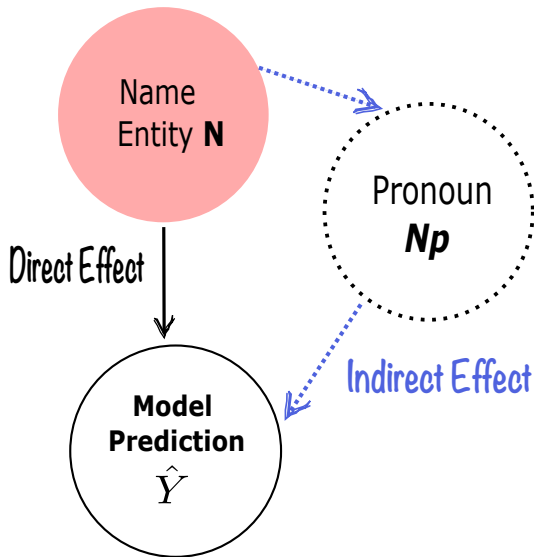 Name
Entity N
Pronoun
Np
Direct Effect
Indirect Effect
Model
Prediction
Ŷ